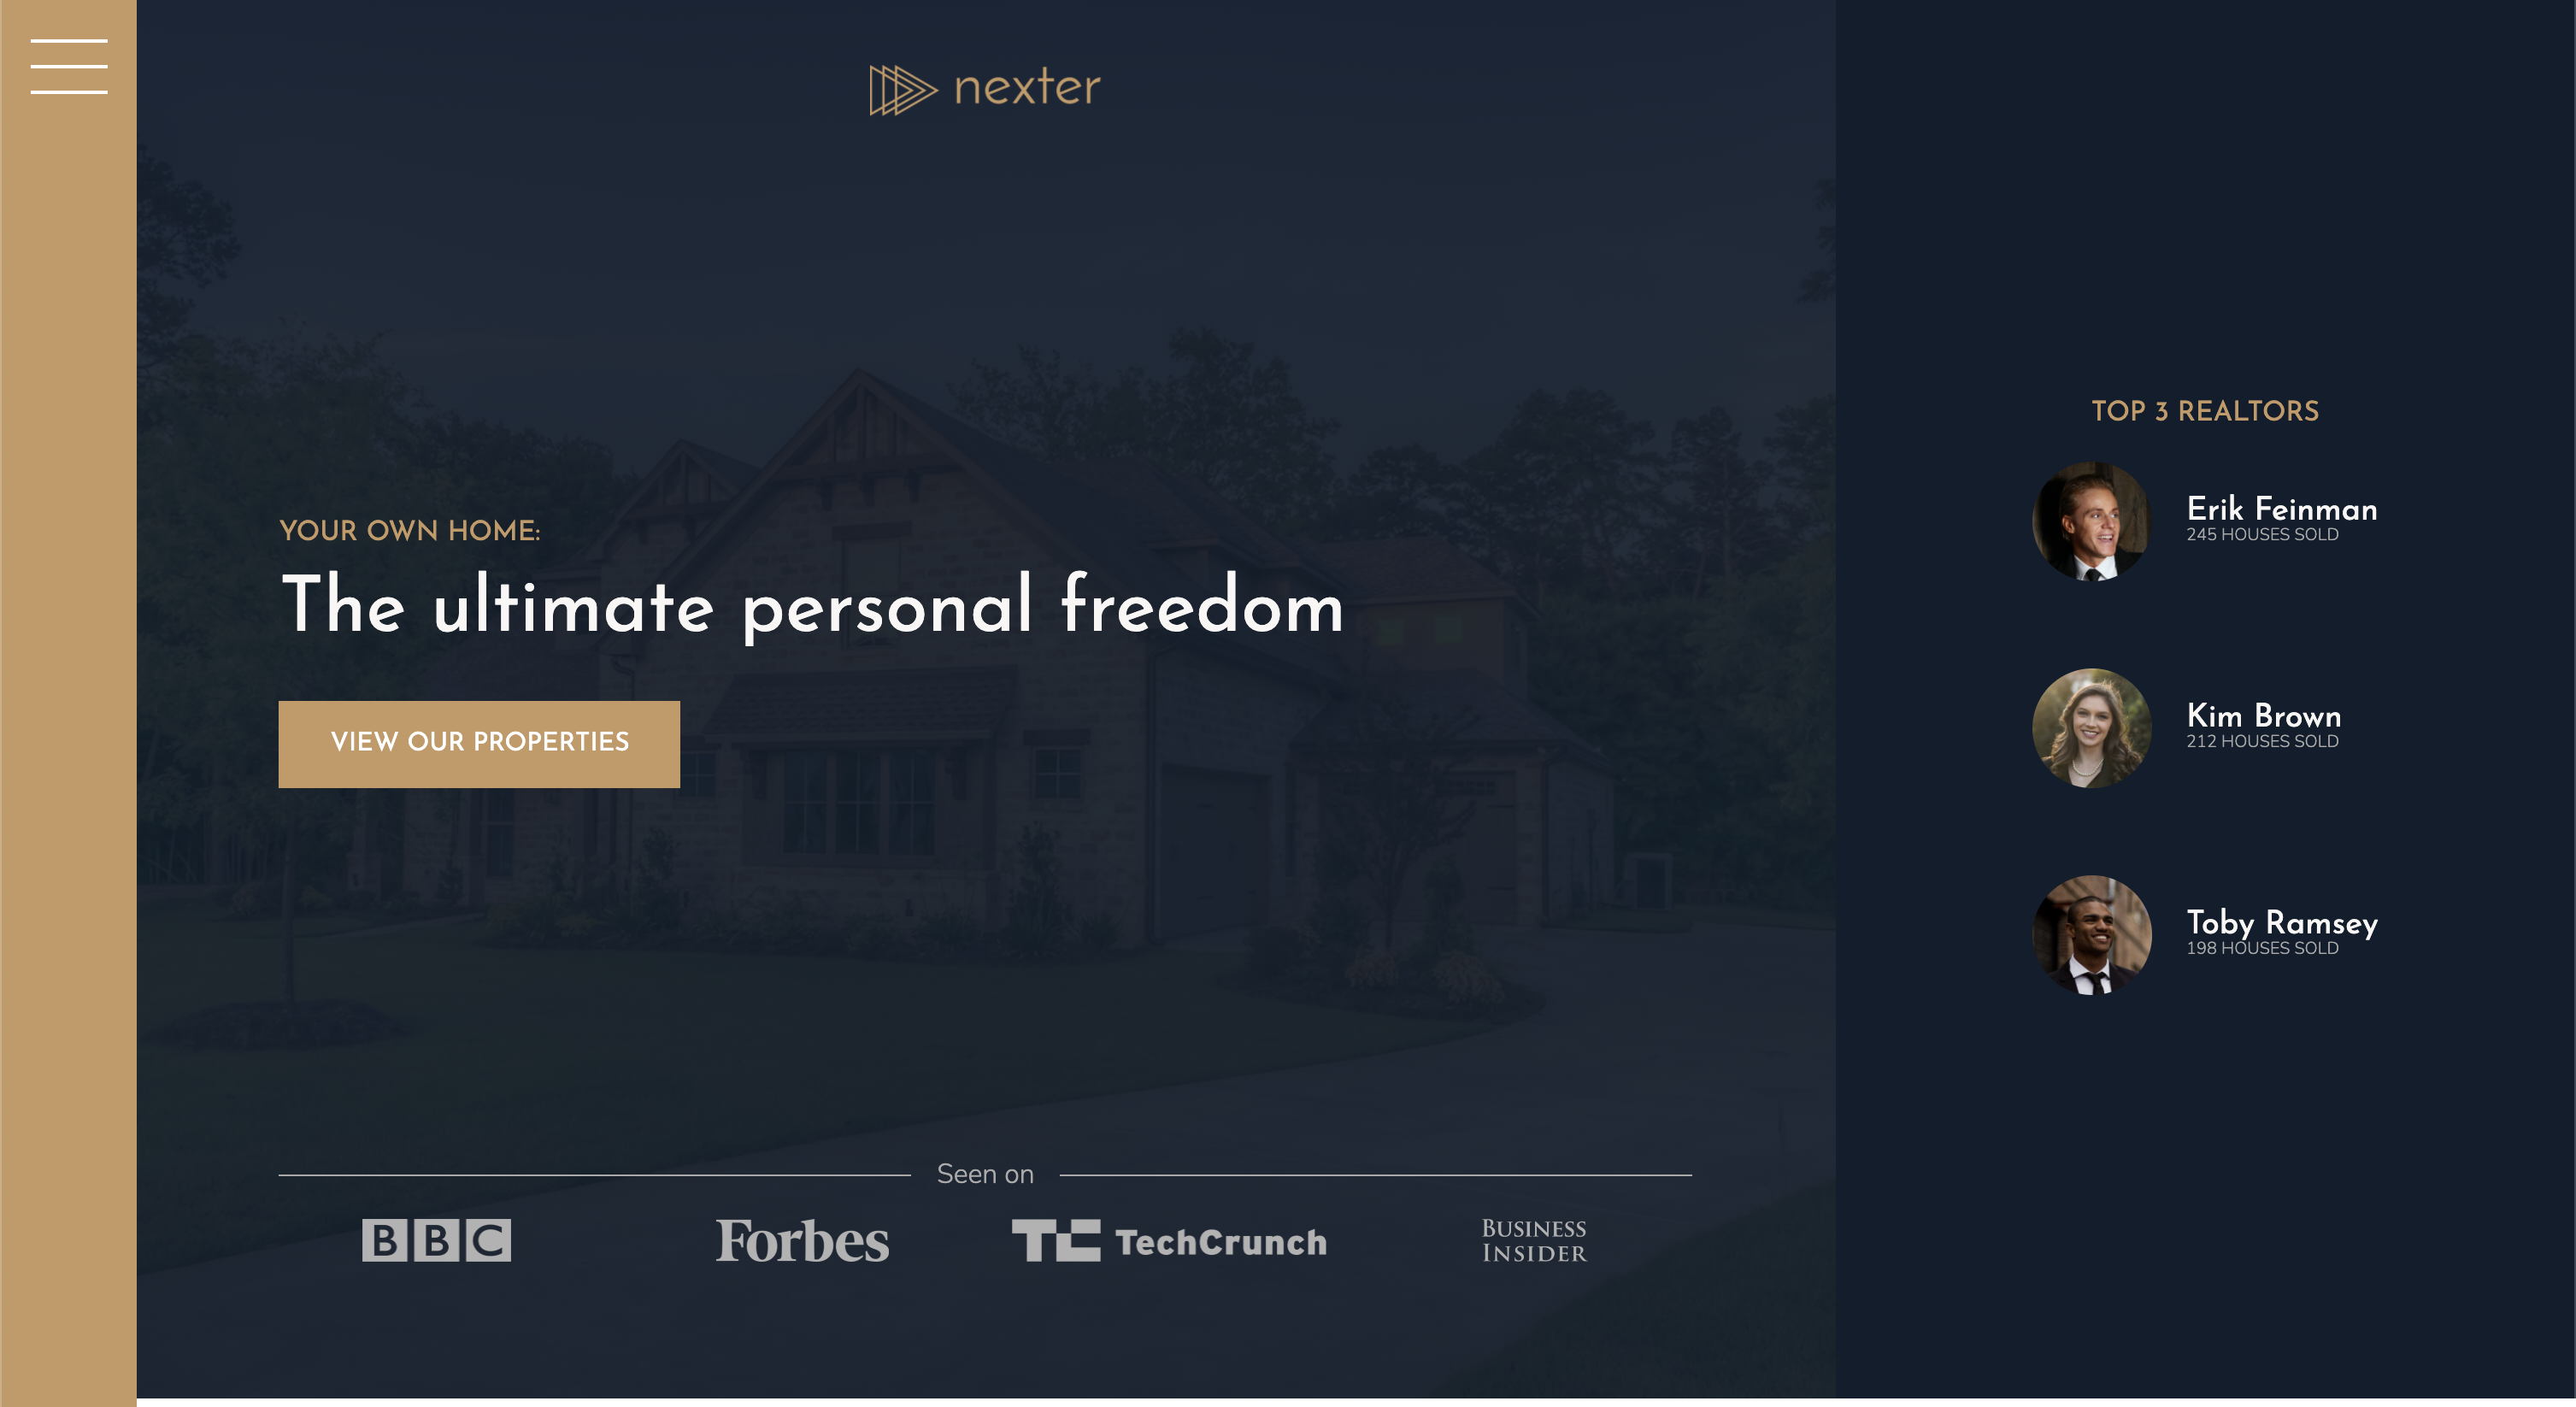 nexter
YOUR OWN HOME:
The ultimate personal freedom
VIEW OUR PROPERTIES
Seen on
BBC
Forbes
TC TechCrunch
BUSINESS
INSIDER
TOP 3 REALTORS
Erik Feinman
245 HOUSES SOLD
Kim Brown
212 HOUSES SOLD
Toby Ramsey
198 HOUSES SOLD